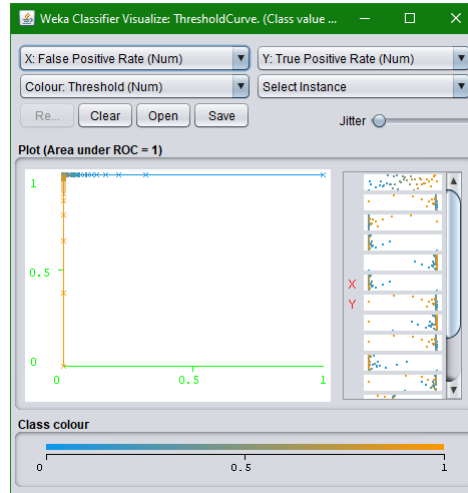 Weka Classifier Visualize: ThresholdCurve. (Class value ...
X: False Positive Rate (Num)
Y: True Positive Rate (Num)
Colour: Threshold (Num)
Select Instance
Re...
Clear
Open
Save
Jitter
Plot (Area under ROC = 1)
1
0.5
0
0
0.5
1
X
Y
Class colour
0
0.5
1